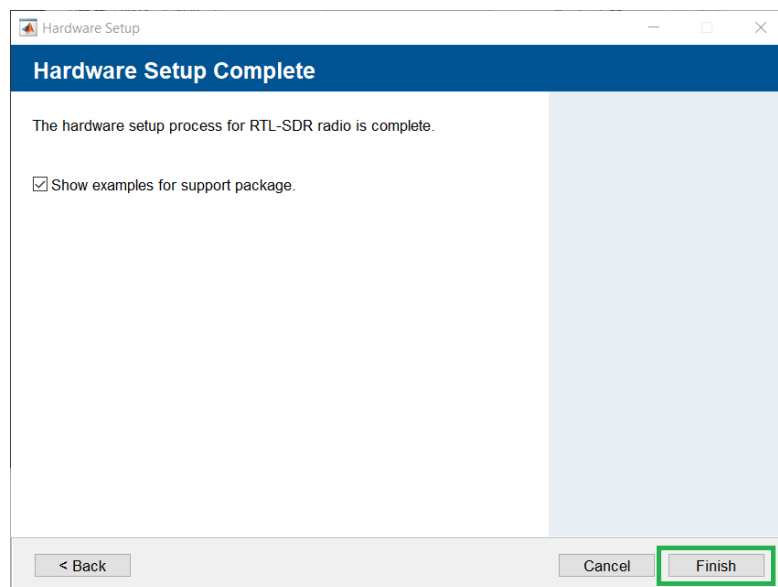 Hardware Setup
Hardware Setup Complete
The hardware setup process for RTL-SDR radio is complete.
Show examples for support package.
< Back
Cancel
Finish